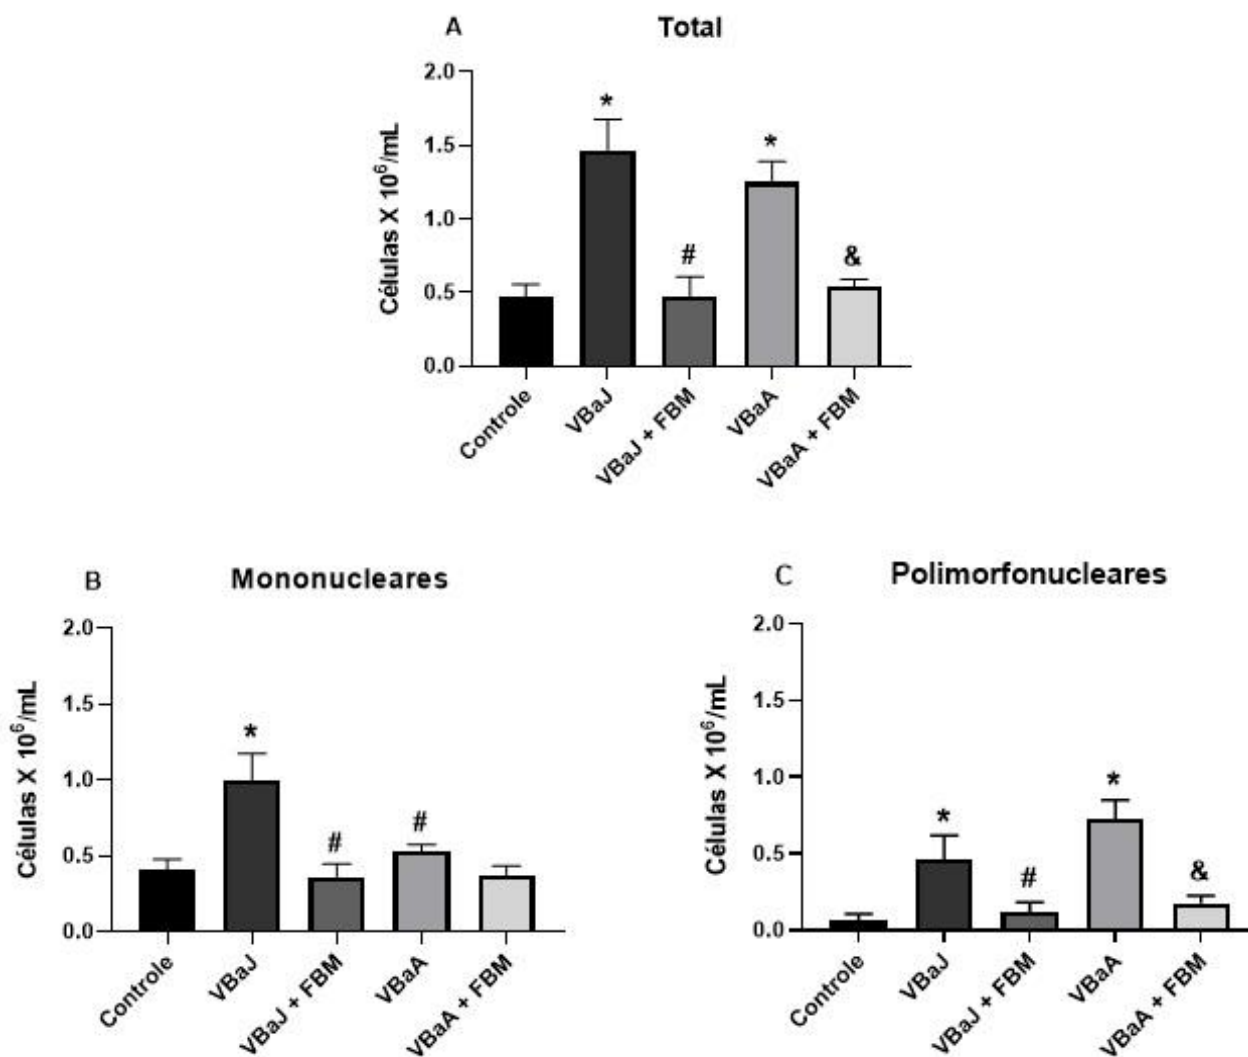 A
Total
Células X 10⁶/mL
2.0
1.5
1.0
0.5
0.0
*
#
*
&
Controle
VBaJ
VBaJ + FBM
VBaA
VBaA + FBM
B
Mononucleares
Células X 10⁶/mL
2.0
1.5
1.0
0.5
0.0
*
#
#
Controle
VBaJ
VBaJ + FBM
VBaA
VBaA + FBM
C
Polimorfonucleares
Células X 10⁶/mL
2.0
1.5
1.0
0.5
0.0
*
#
*
&
Controle
VBaJ
VBaJ + FBM
VBaA
VBaA + FBM